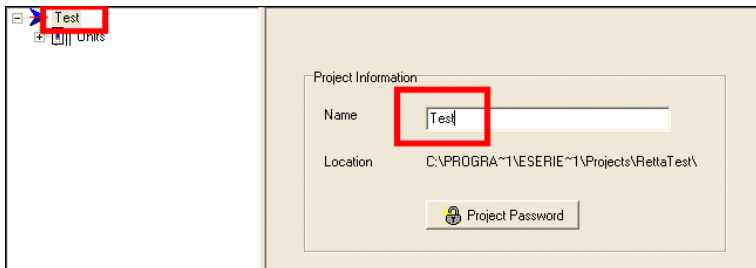 Test
Units
Project Information
Name
Test
Location
C:\PROGRA~1\ESERIE~1\Projects\RettaTest\
Project Password